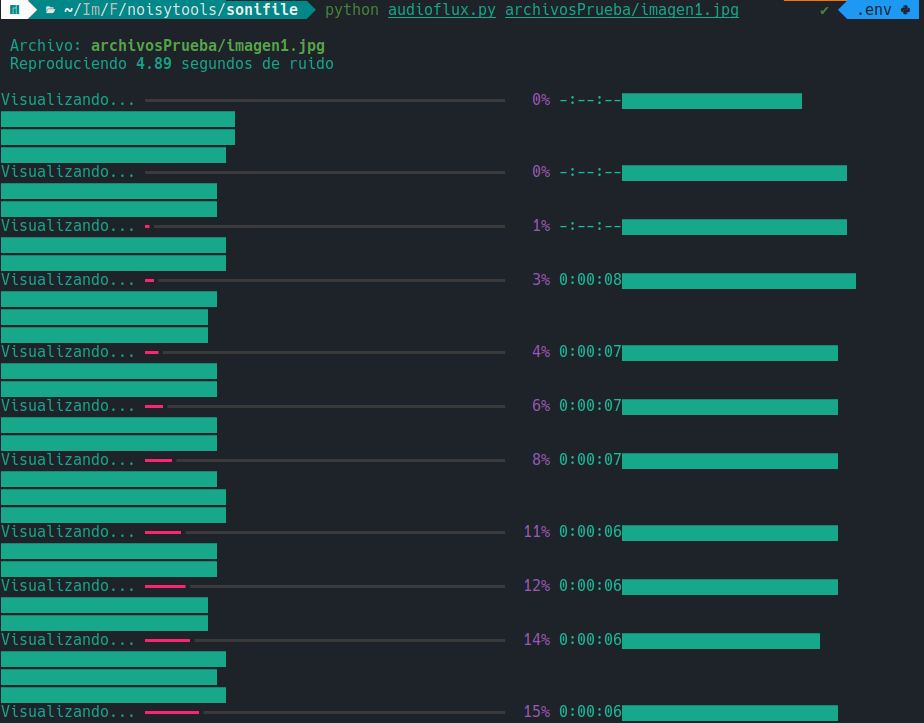 ~/Im/F/noisytools/sonifile python audioflux.py archivosPrueba/imagen1.jpg ✔ .env
Archivo: archivosPrueba/imagen1.jpg
Reproduciendo 4.89 segundos de ruido
Visualizando... 0% -:--:--
Visualizando... 0% -:--:--
Visualizando... 1% -:--:--
Visualizando... 3% 0:00:08
Visualizando... 4% 0:00:07
Visualizando... 6% 0:00:07
Visualizando... 8% 0:00:07
Visualizando... 11% 0:00:06
Visualizando... 12% 0:00:06
Visualizando... 14% 0:00:06
Visualizando... 15% 0:00:06